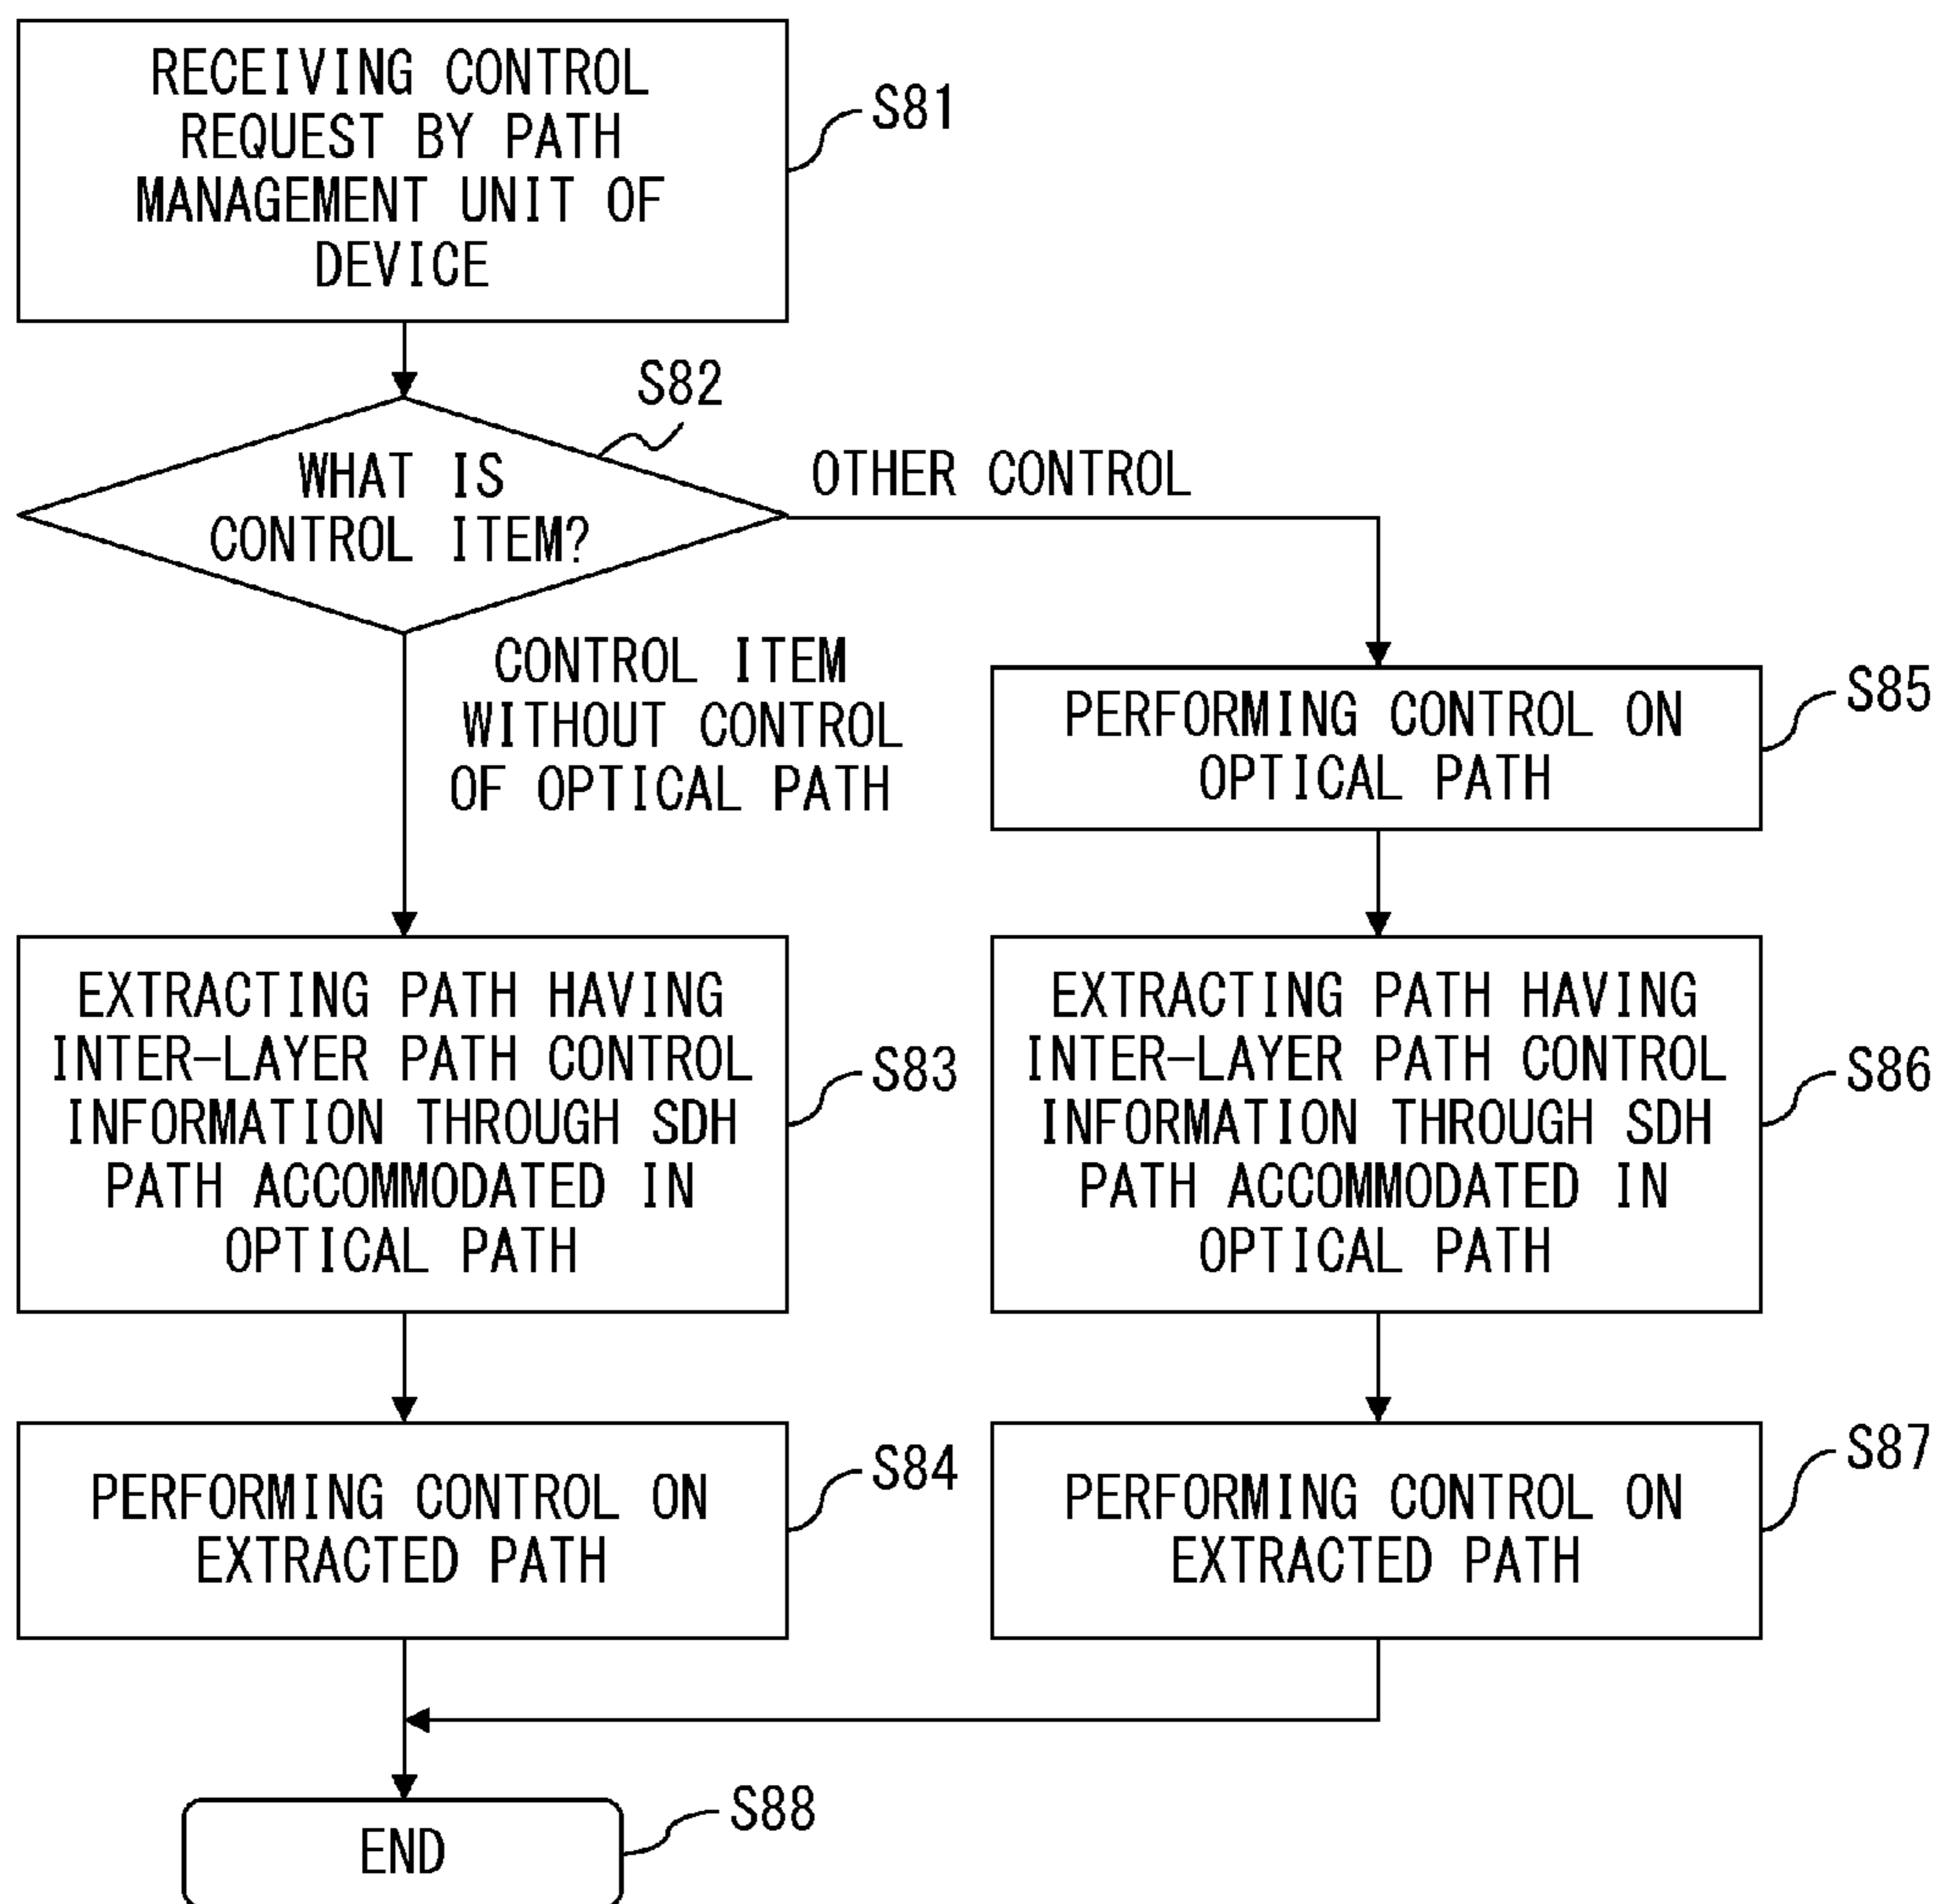 RECEIVING CONTROL
REQUEST BY PATH
MANAGEMENT UNIT OF
DEVICE
S81
S82
WHAT IS
CONTROL ITEM?
OTHER CONTROL
CONTROL ITEM
WITHOUT CONTROL
OF OPTICAL PATH
PERFORMING CONTROL ON
OPTICAL PATH
S85
EXTRACTING PATH HAVING
INTER-LAYER PATH CONTROL
INFORMATION THROUGH SDH
PATH ACCOMMODATED IN
OPTICAL PATH
S83
EXTRACTING PATH HAVING
INTER-LAYER PATH CONTROL
INFORMATION THROUGH SDH
PATH ACCOMMODATED IN
OPTICAL PATH
S86
PERFORMING CONTROL ON
EXTRACTED PATH
S84
PERFORMING CONTROL ON
EXTRACTED PATH
S87
END
S88